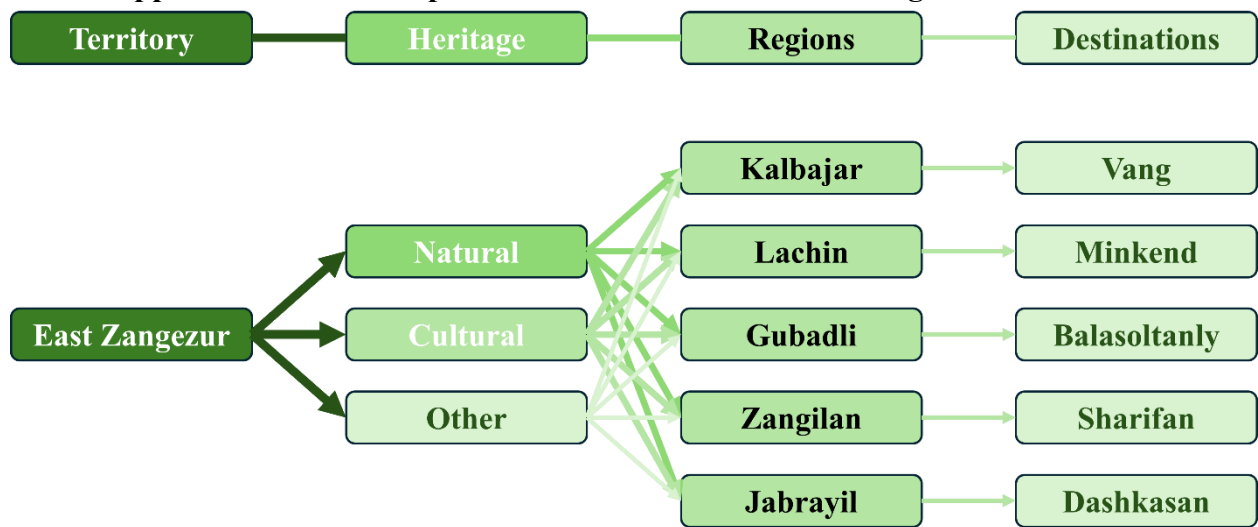 Territory
Heritage
Regions
Destinations
Kalbajar
Vang
Natural
Lachin
Minkend
East Zangezur
Cultural
Gubadli
Balasoltanly
Other
Zangilan
Sharifan
Jabrayil
Dashkasan